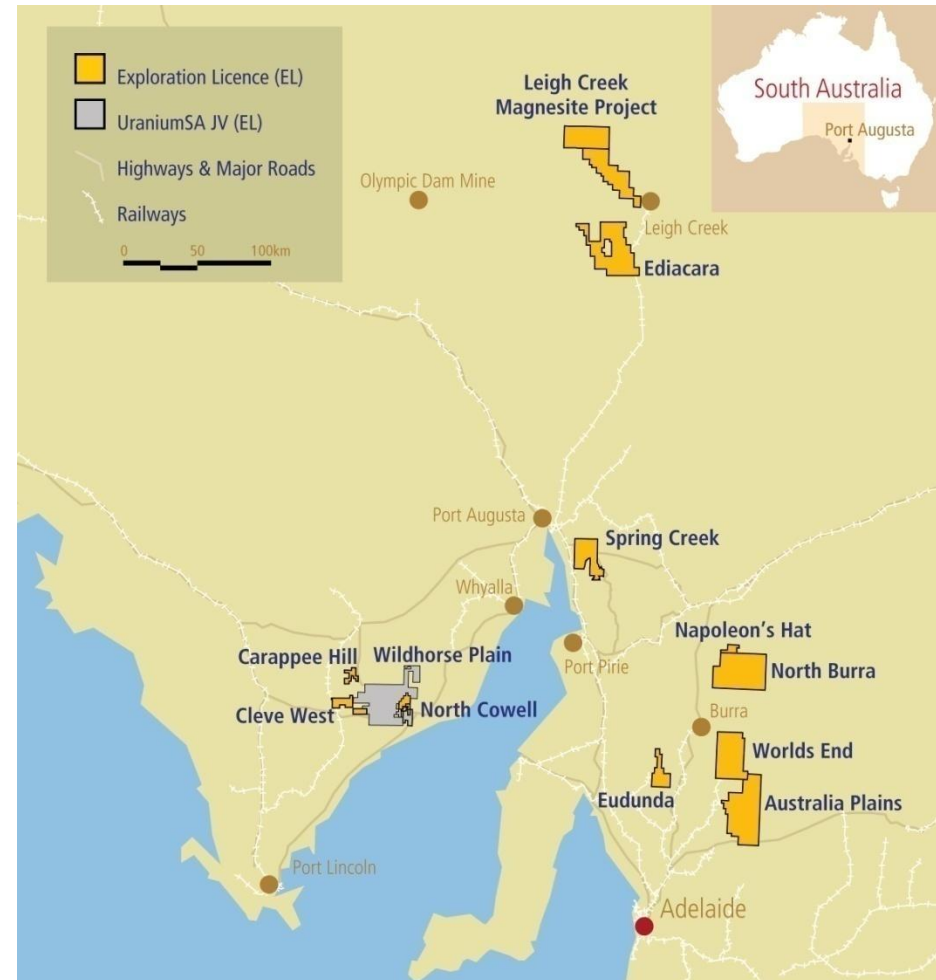 Exploration Licence (EL)
UraniumSA JV (EL)
Highways & Major Roads
Railways
0 50 100km
South Australia
Port Augusta
Leigh Creek
Magnesite Project
Olympic Dam Mine
Leigh Creek
Ediacara
Port Augusta
Spring Creek
Whyalla
Napoleon's Hat
Port Pirie
Carappee Hill
Wildhorse Plain
North Burra
Cleve West
North Cowell
Burra
Worlds End
Eudunda
Australia Plains
Port Lincoln
Adelaide